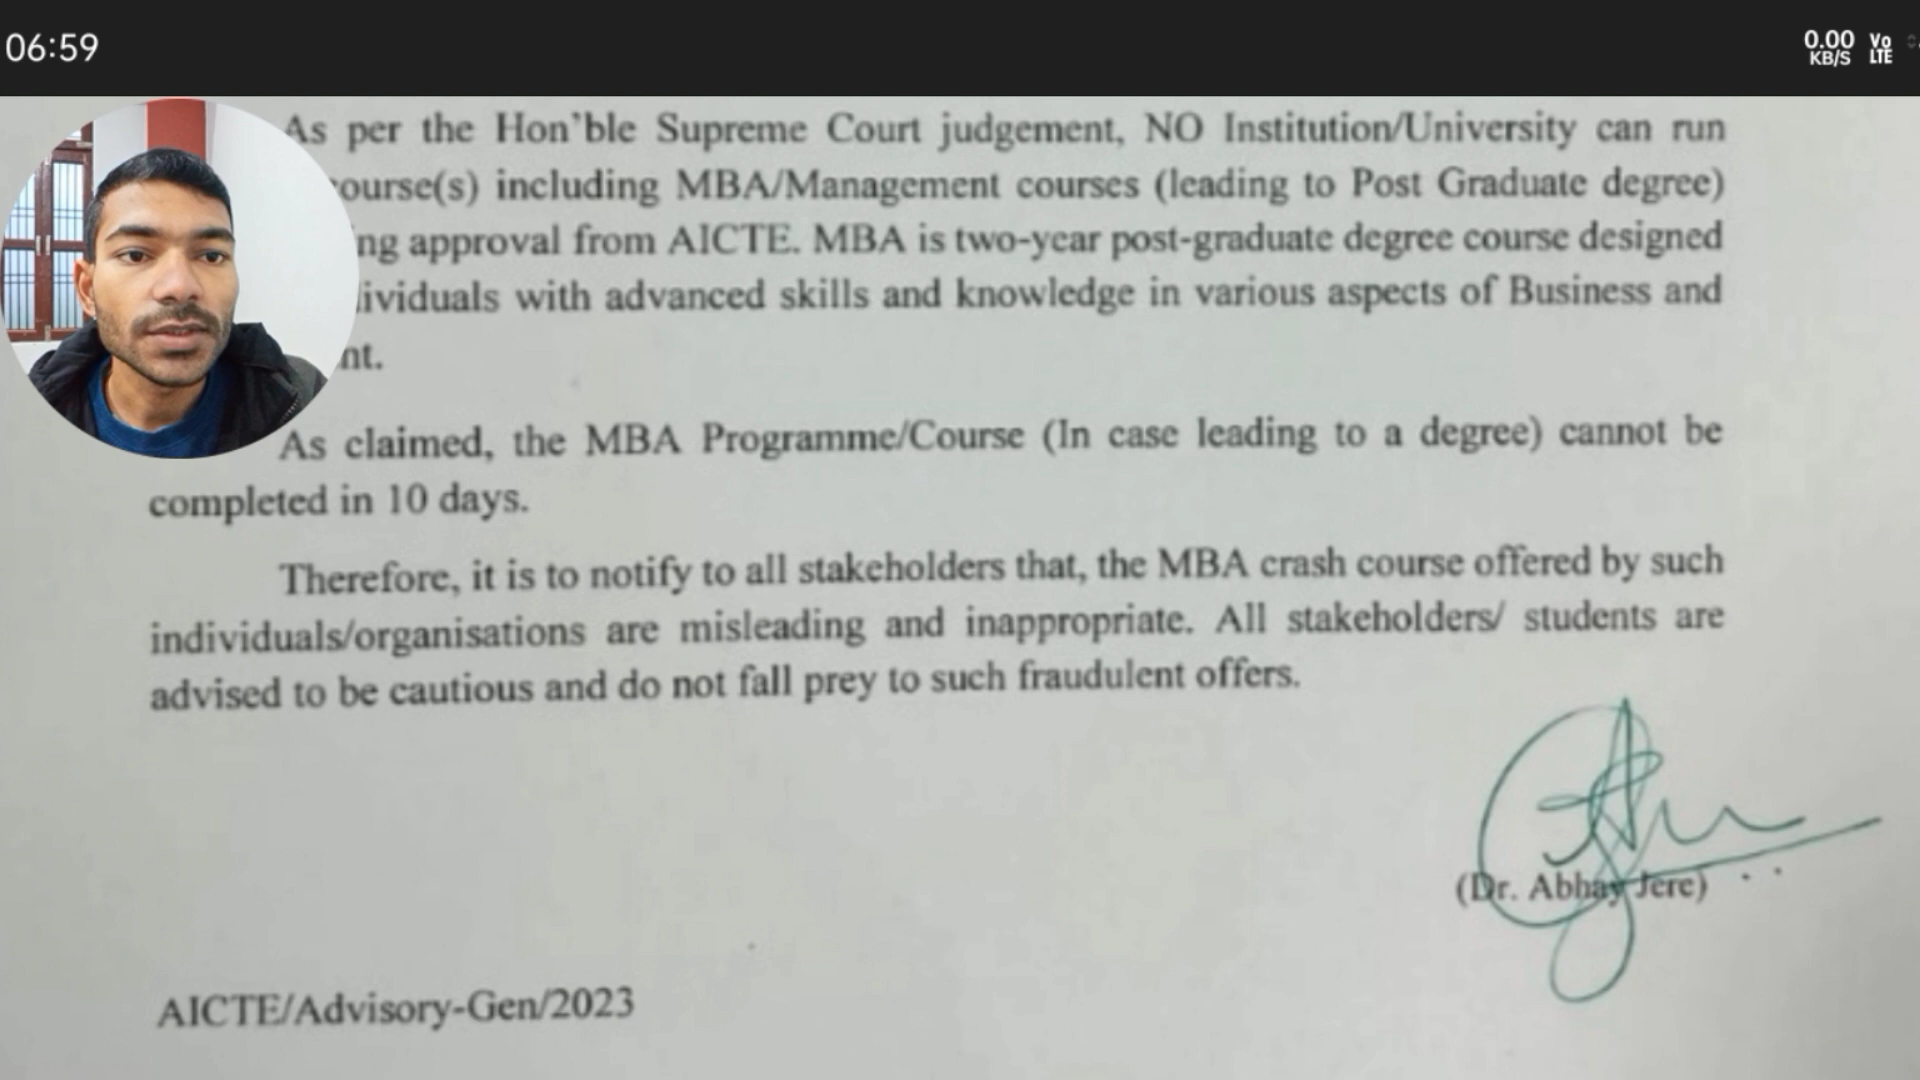 06:59
0.00
KB/S
Vo
LTE
As per the Hon'ble Supreme Court judgement, NO Institution/University can run
ourse(s) including MBA/Management courses (leading to Post Graduate degree)
ng approval from AICTE. MBA is two-year post-graduate degree course designed
ividuals with advanced skills and knowledge in various aspects of Business and
nt.
As claimed, the MBA Programme/Course (In case leading to a degree) cannot be
completed in 10 days.
Therefore, it is to notify to all stakeholders that, the MBA crash course offered by such
individuals/organisations are misleading and inappropriate. All stakeholders/ students are
advised to be cautious and do not fall prey to such fraudulent offers.
(Dr. Abhay Jere)
AICTE/Advisory-Gen/2023